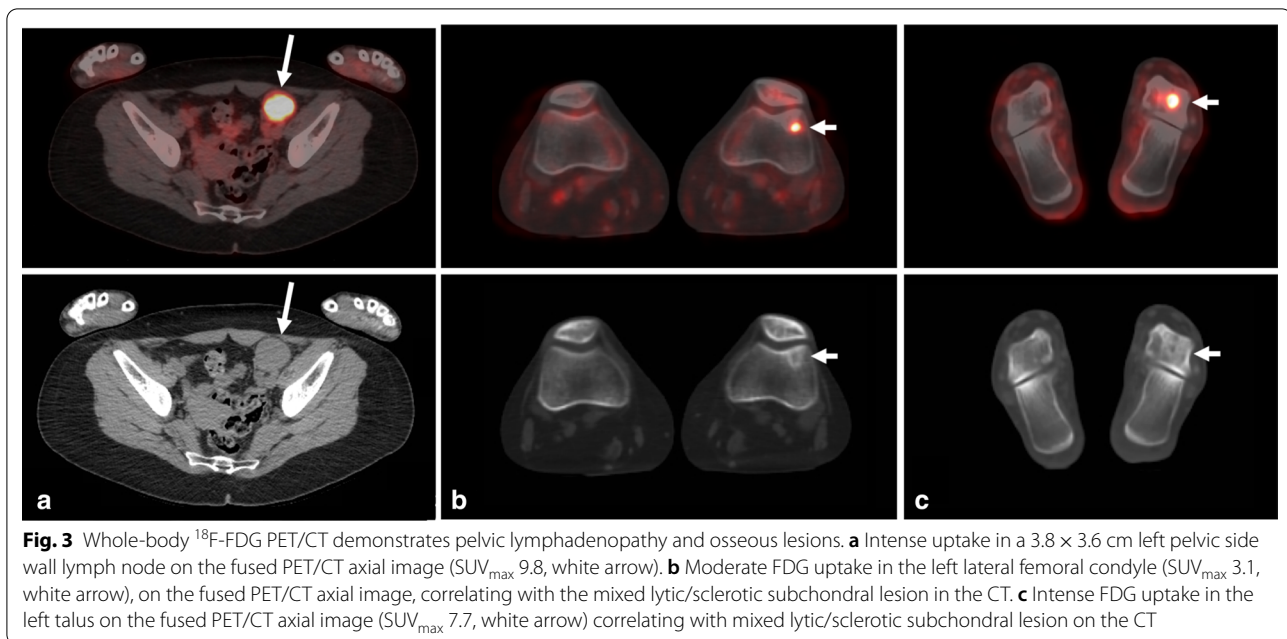 a
b
c
Fig. 3 Whole-body ¹⁸F-FDG PET/CT demonstrates pelvic lymphadenopathy and osseous lesions. a Intense uptake in a 3.8 × 3.6 cm left pelvic side
wall lymph node on the fused PET/CT axial image (SUVmax 9.8, white arrow). b Moderate FDG uptake in the left lateral femoral condyle (SUVmax 3.1,
white arrow), on the fused PET/CT axial image, correlating with the mixed lytic/sclerotic subchondral lesion in the CT. c Intense FDG uptake in the
left talus on the fused PET/CT axial image (SUVmax 7.7, white arrow) correlating with mixed lytic/sclerotic subchondral lesion on the CT